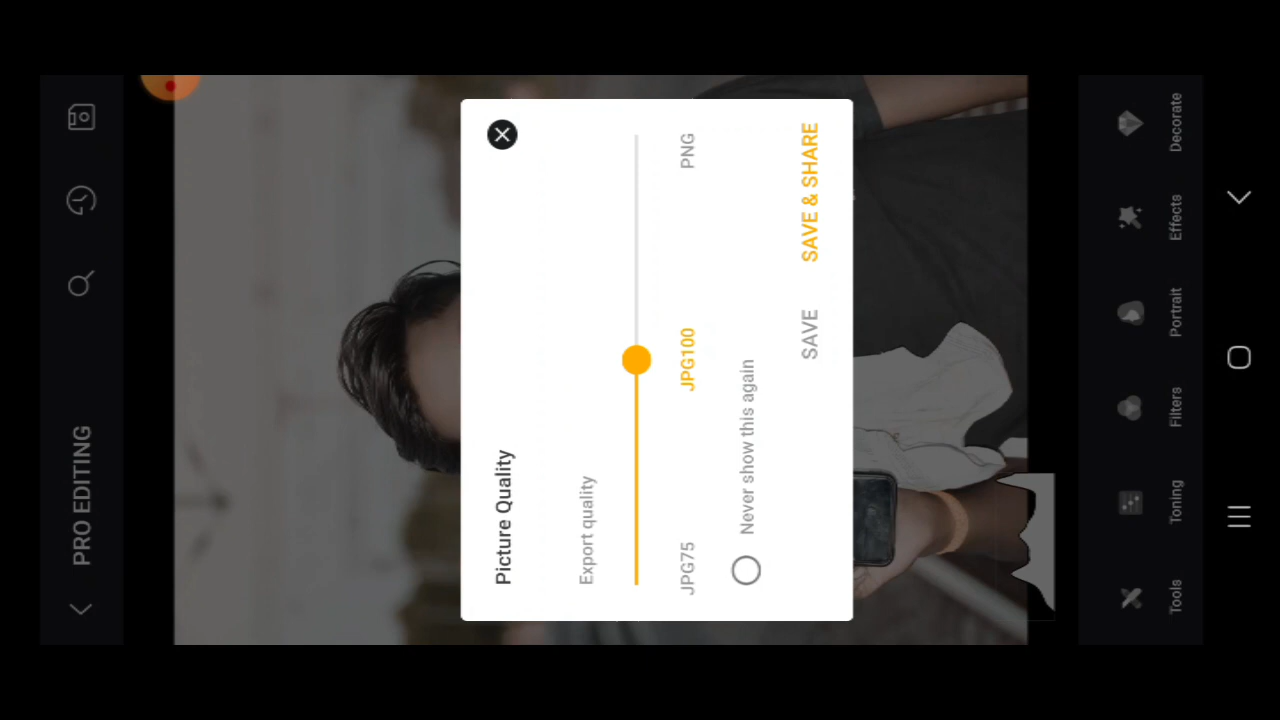 PRO EDITING
Picture Quality
Export quality
JPG75 JPG100 PNG
Never show this again
SAVE SAVE & SHARE
Tools Toning Filters Portrait Effects Decorate